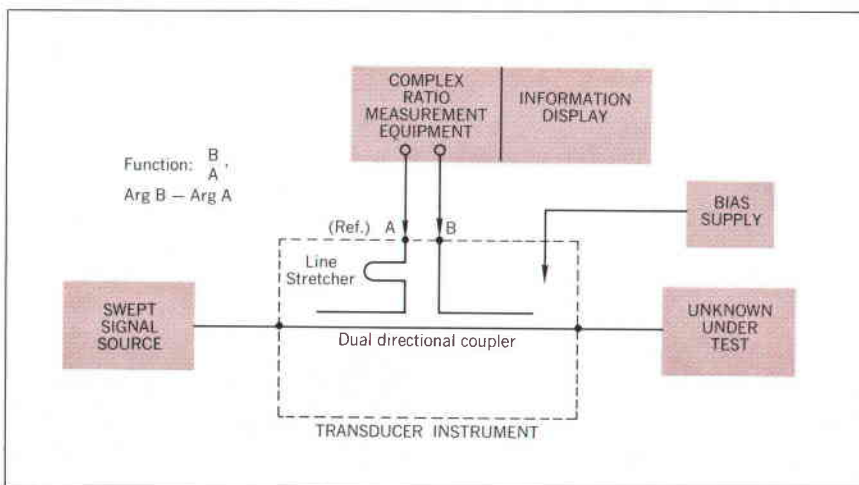 COMPLEX
RATIO
MEASUREMENT
EQUIPMENT
INFORMATION
DISPLAY
Function: B
A ,
Arg B — Arg A
BIAS
SUPPLY
(Ref.) A B
Line
Stretcher
SWEPT
SIGNAL
SOURCE
Dual directional coupler
UNKNOWN
UNDER
TEST
TRANSDUCER INSTRUMENT